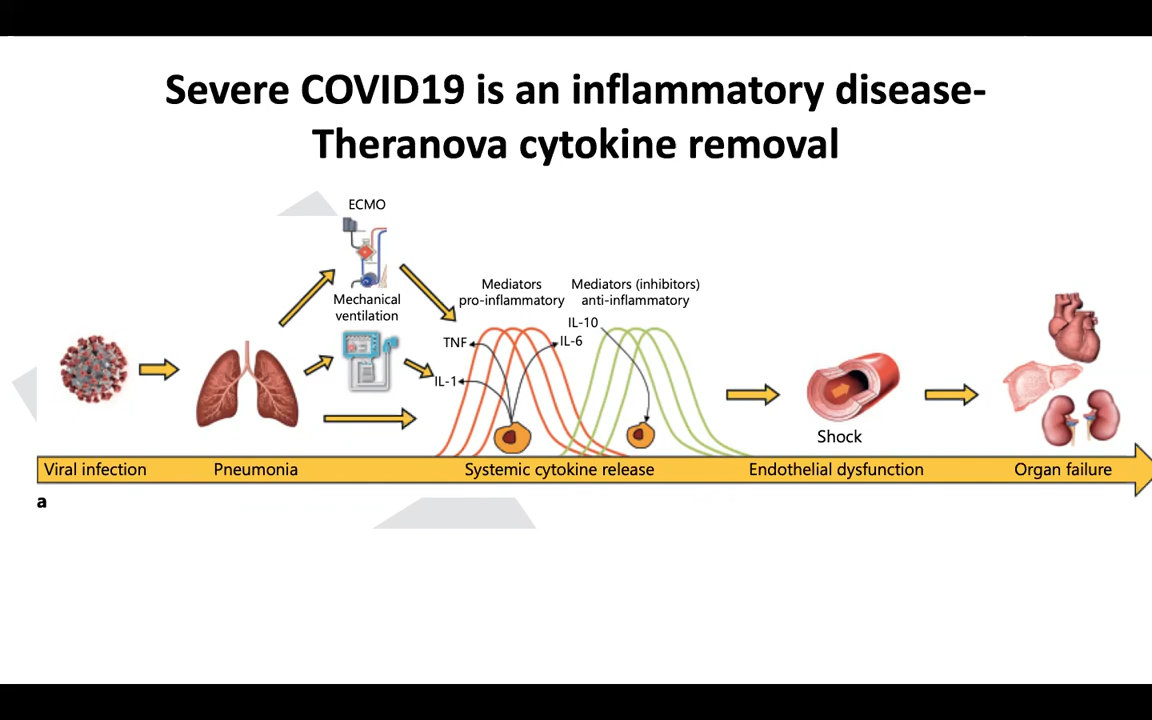 Severe COVID19 is an inflammatory disease-
Theranova cytokine removal
ECMO
Mechanical
ventilation
Mediators
pro-inflammatory
Mediators (inhibitors)
anti-inflammatory
IL-10
TNF
IL-6
IL-1
Shock
Viral infection
Pneumonia
Systemic cytokine release
Endothelial dysfunction
Organ failure
a